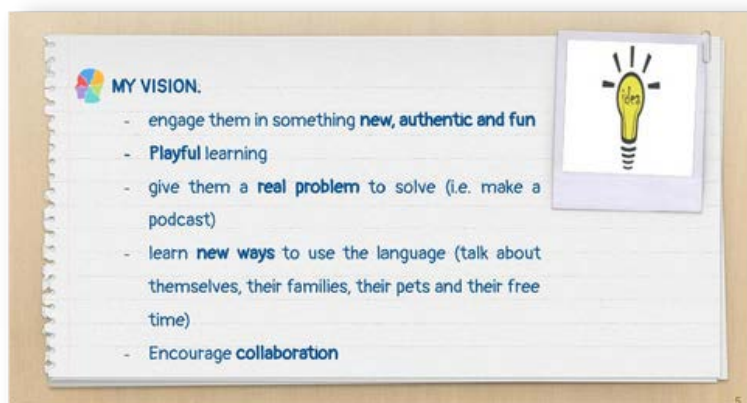 MY VISION:
- engage them in something new, authentic and fun
- Playful learning
- give them a real problem to solve (i.e. make a
podcast)
- learn new ways to use the language (talk about
themselves, their families, their pets and their free
time)
- Encourage collaboration
idea
5